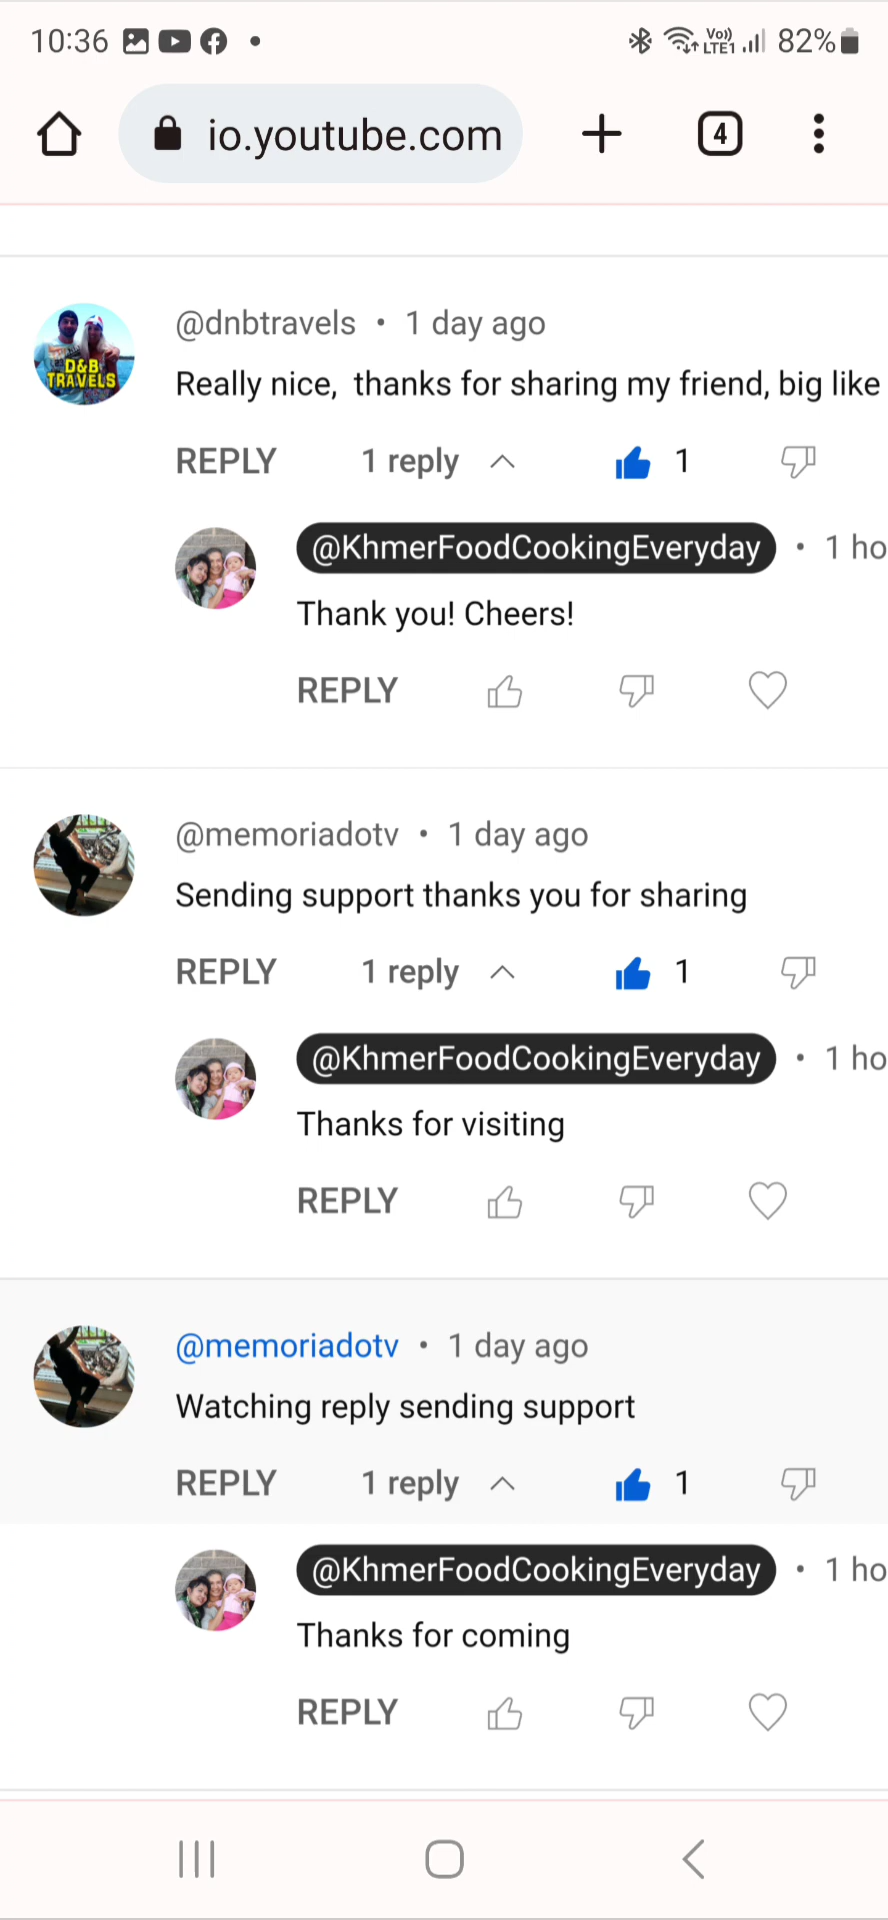 10:36
Vo))
LTE1
82%
io.youtube.com
4
@dnbtravels • 1 day ago
D&B
TRAVELS
Really nice,  thanks for sharing my friend, big like
REPLY 1 reply 1
@KhmerFoodCookingEveryday • 1 ho
Thank you! Cheers!
REPLY
@memoriadotv • 1 day ago
Sending support thanks you for sharing
REPLY 1 reply 1
@KhmerFoodCookingEveryday • 1 ho
Thanks for visiting
REPLY
@memoriadotv • 1 day ago
Watching reply sending support
REPLY 1 reply 1
@KhmerFoodCookingEveryday • 1 ho
Thanks for coming
REPLY